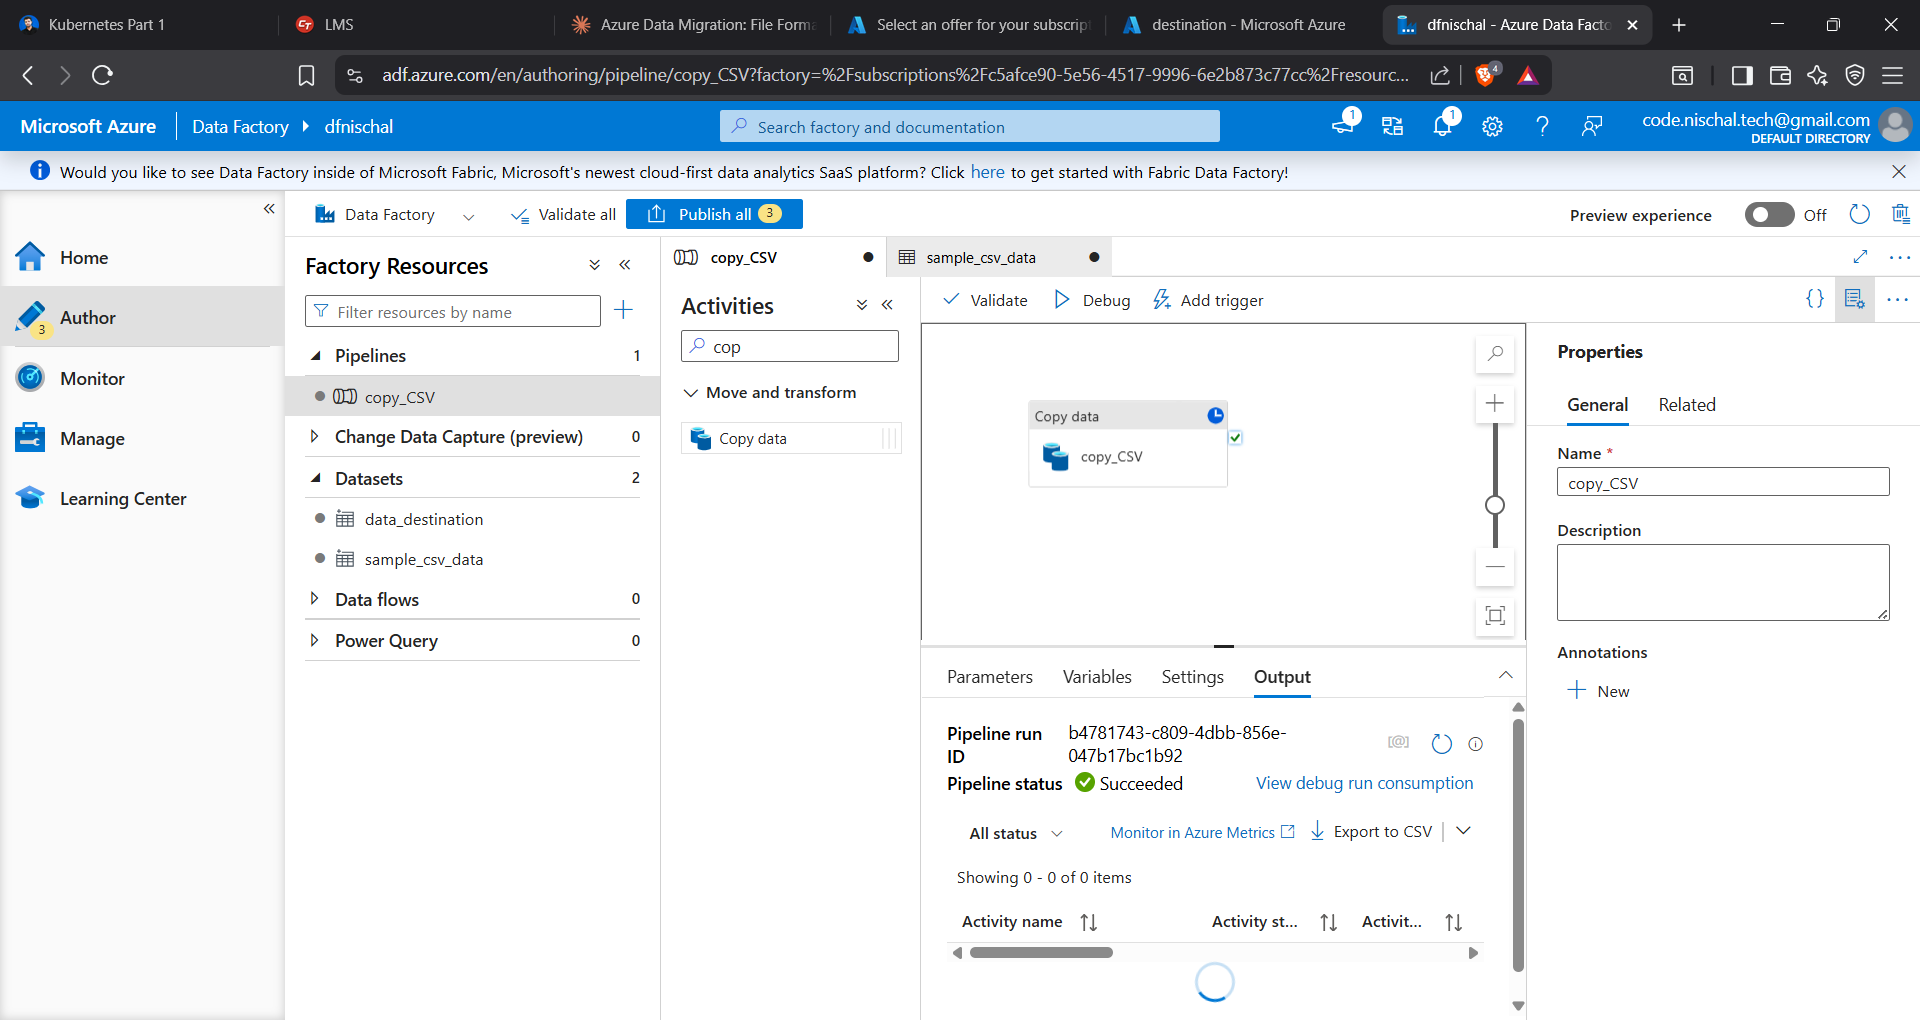 Kubernetes Part 1
LMS
Azure Data Migration: File Forma
Select an offer for your subscrip
destination - Microsoft Azure
dfnischal - Azure Data Facto
adf.azure.com/en/authoring/pipeline/copy_CSV?factory=%2Fsubscriptions%2Fc5afce90-5e56-4517-9996-6e2b873c77cc%2Fresourc...
4
Microsoft Azure
Data Factory
dfnischal
Search factory and documentation
1
1
code.nischal.tech@gmail.com
DEFAULT DIRECTORY
Would you like to see Data Factory inside of Microsoft Fabric, Microsoft's newest cloud-first data analytics SaaS platform? Click here to get started with Fabric Data Factory!
Data Factory
Validate all
Publish all 3
Preview experience
Off
Home
Author
3
Monitor
Manage
Learning Center
Factory Resources
Filter resources by name
Pipelines 1
copy_CSV
Change Data Capture (preview) 0
Datasets 2
data_destination
sample_csv_data
Data flows 0
Power Query 0
copy_CSV
sample_csv_data
Activities
cop
Move and transform
Copy data
Validate
Debug
Add trigger
{}
Copy data
copy_CSV
Parameters
Variables
Settings
Output
Pipeline run ID
b4781743-c809-4dbb-856e-
047b17bc1b92
[@]
Pipeline status
Succeeded
View debug run consumption
All status
Monitor in Azure Metrics
Export to CSV
Showing 0 - 0 of 0 items
Activity name
Activity st...
Activit...
Properties
General
Related
Name *
copy_CSV
Description
Annotations
New